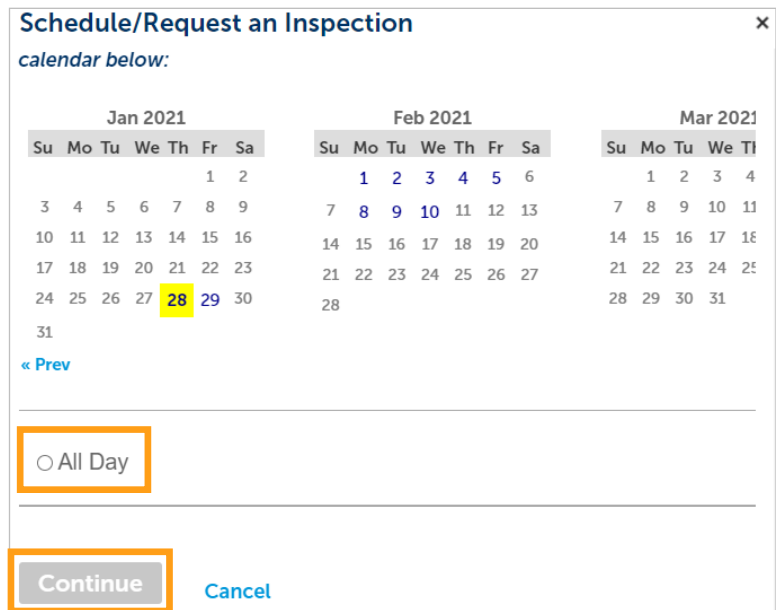 Schedule/Request an Inspection ×
calendar below:
Jan 2021 Feb 2021 Mar 2021
Su Mo Tu We Th Fr Sa Su Mo Tu We Th Fr Sa Su Mo Tu We Th
1 2 1 2 3 4 5 6 1 2 3 4
3 4 5 6 7 8 9 7 8 9 10 11 12 13 7 8 9 10 11
10 11 12 13 14 15 16 14 15 16 17 18 19 20 14 15 16 17 18
17 18 19 20 21 22 23 21 22 23 24 25 26 27 21 22 23 24 25
24 25 26 27 28 29 30 28 28 29 30 31
31
« Prev
All Day
Continue Cancel